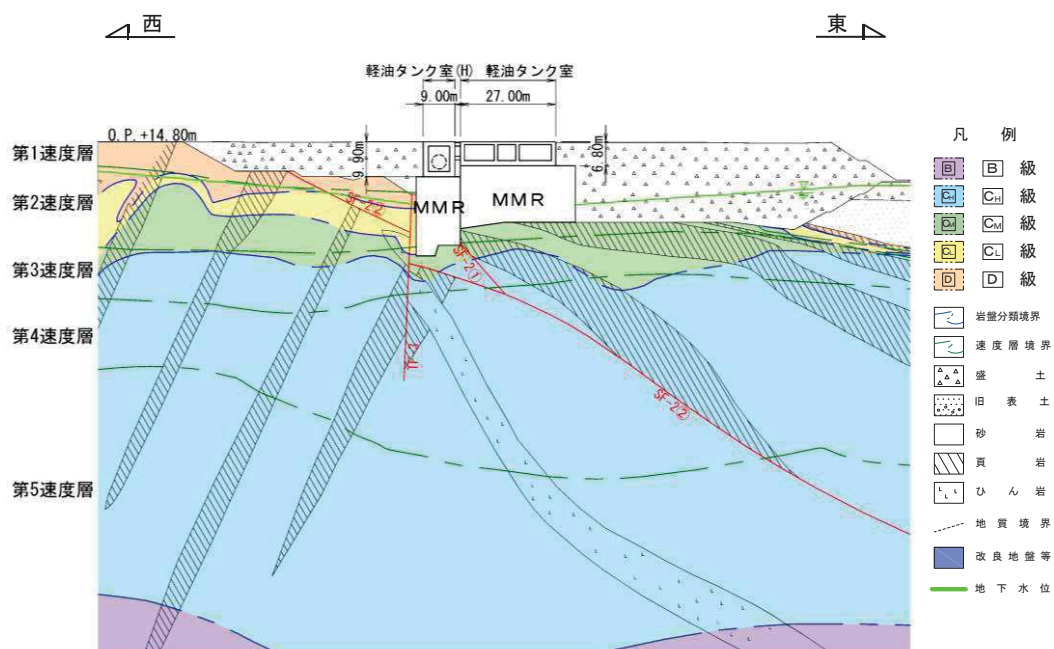 西
東
軽油タンク室(H) 軽油タンク室
9.00m 27.00m
O.P.+14.80m
9.90m
6.80m
第1速度層
第2速度層
第3速度層
第4速度層
第5速度層
MMR
MMR
SF-2②
SF-2①
TF-3
SF-2②
凡 例
B B 級
CH CH 級
CM CM 級
CL CL 級
D D 級
岩盤分類境界
速度層境界
盛 土
旧 表 土
砂 岩
頁 岩
ひん岩
地質境界
改良地盤等
地下水位